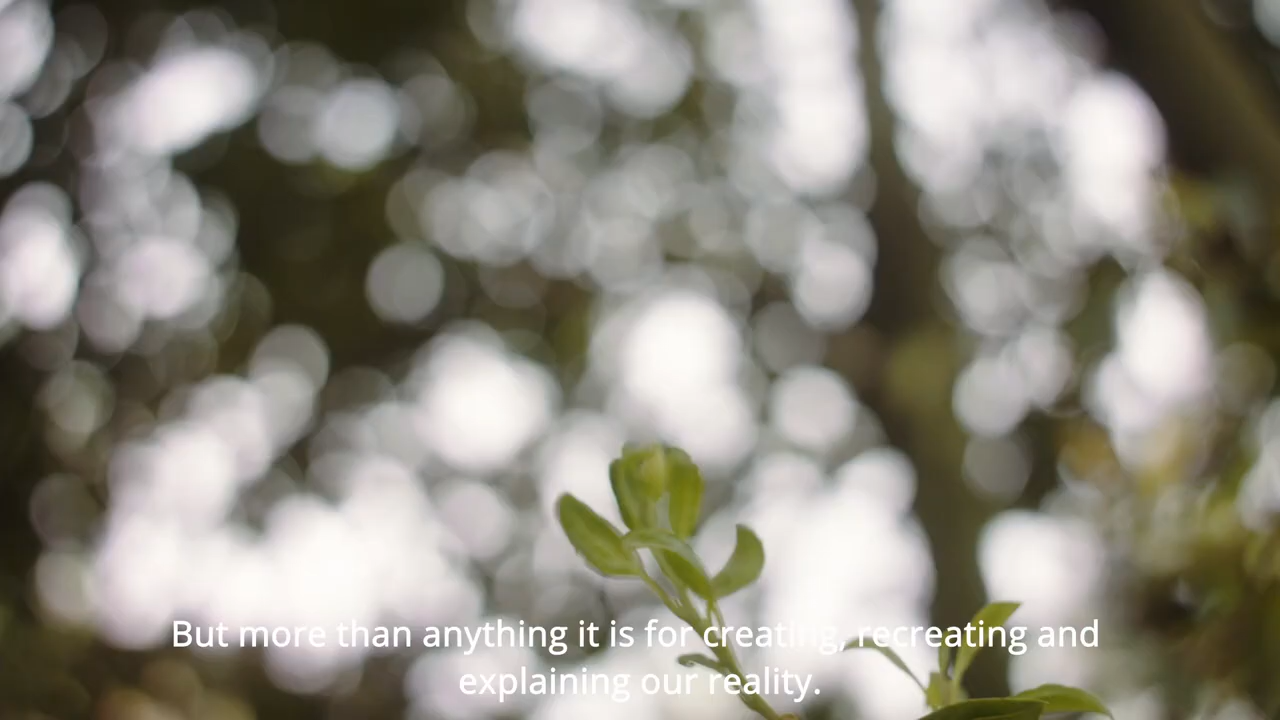 But more than anything it is for creating, recreating and
explaining our reality.